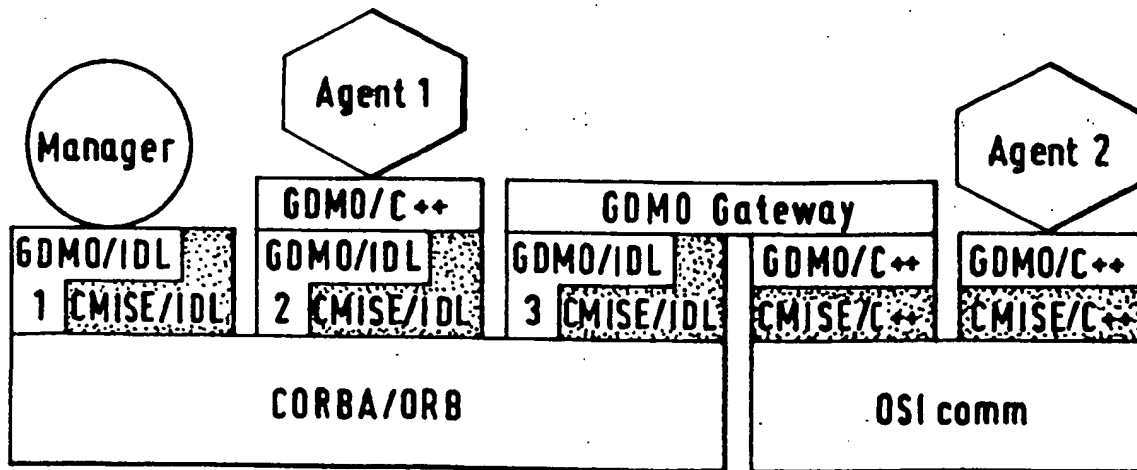 Agent 1
Manager
Agent 2
GDMO/C++
GDMO Gateway
GDMO/IDL
GDMO/IDL
GDMO/IDL
GDMO/C++
GDMO/C++
1 CMISE/IDL
2 CMISE/IDL
3 CMISE/IDL
CMISE/C++
CMISE/C++
CORBA/ORB
OSI comm